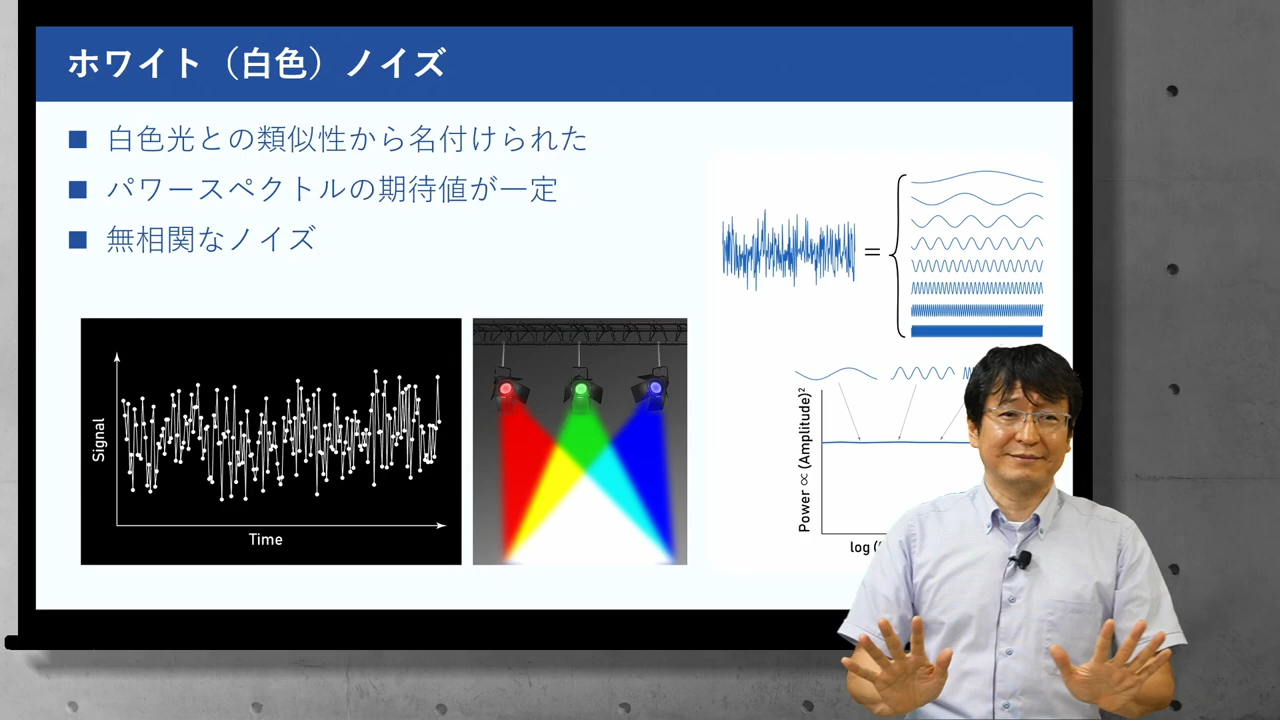 ホワイト（白色）ノイズ
■ 白色光との類似性から名付けられた
■ パワースペクトルの期待値が一定
■ 無相関なノイズ
=
Signal
Time
Power ∝ (Amplitude)²
log (